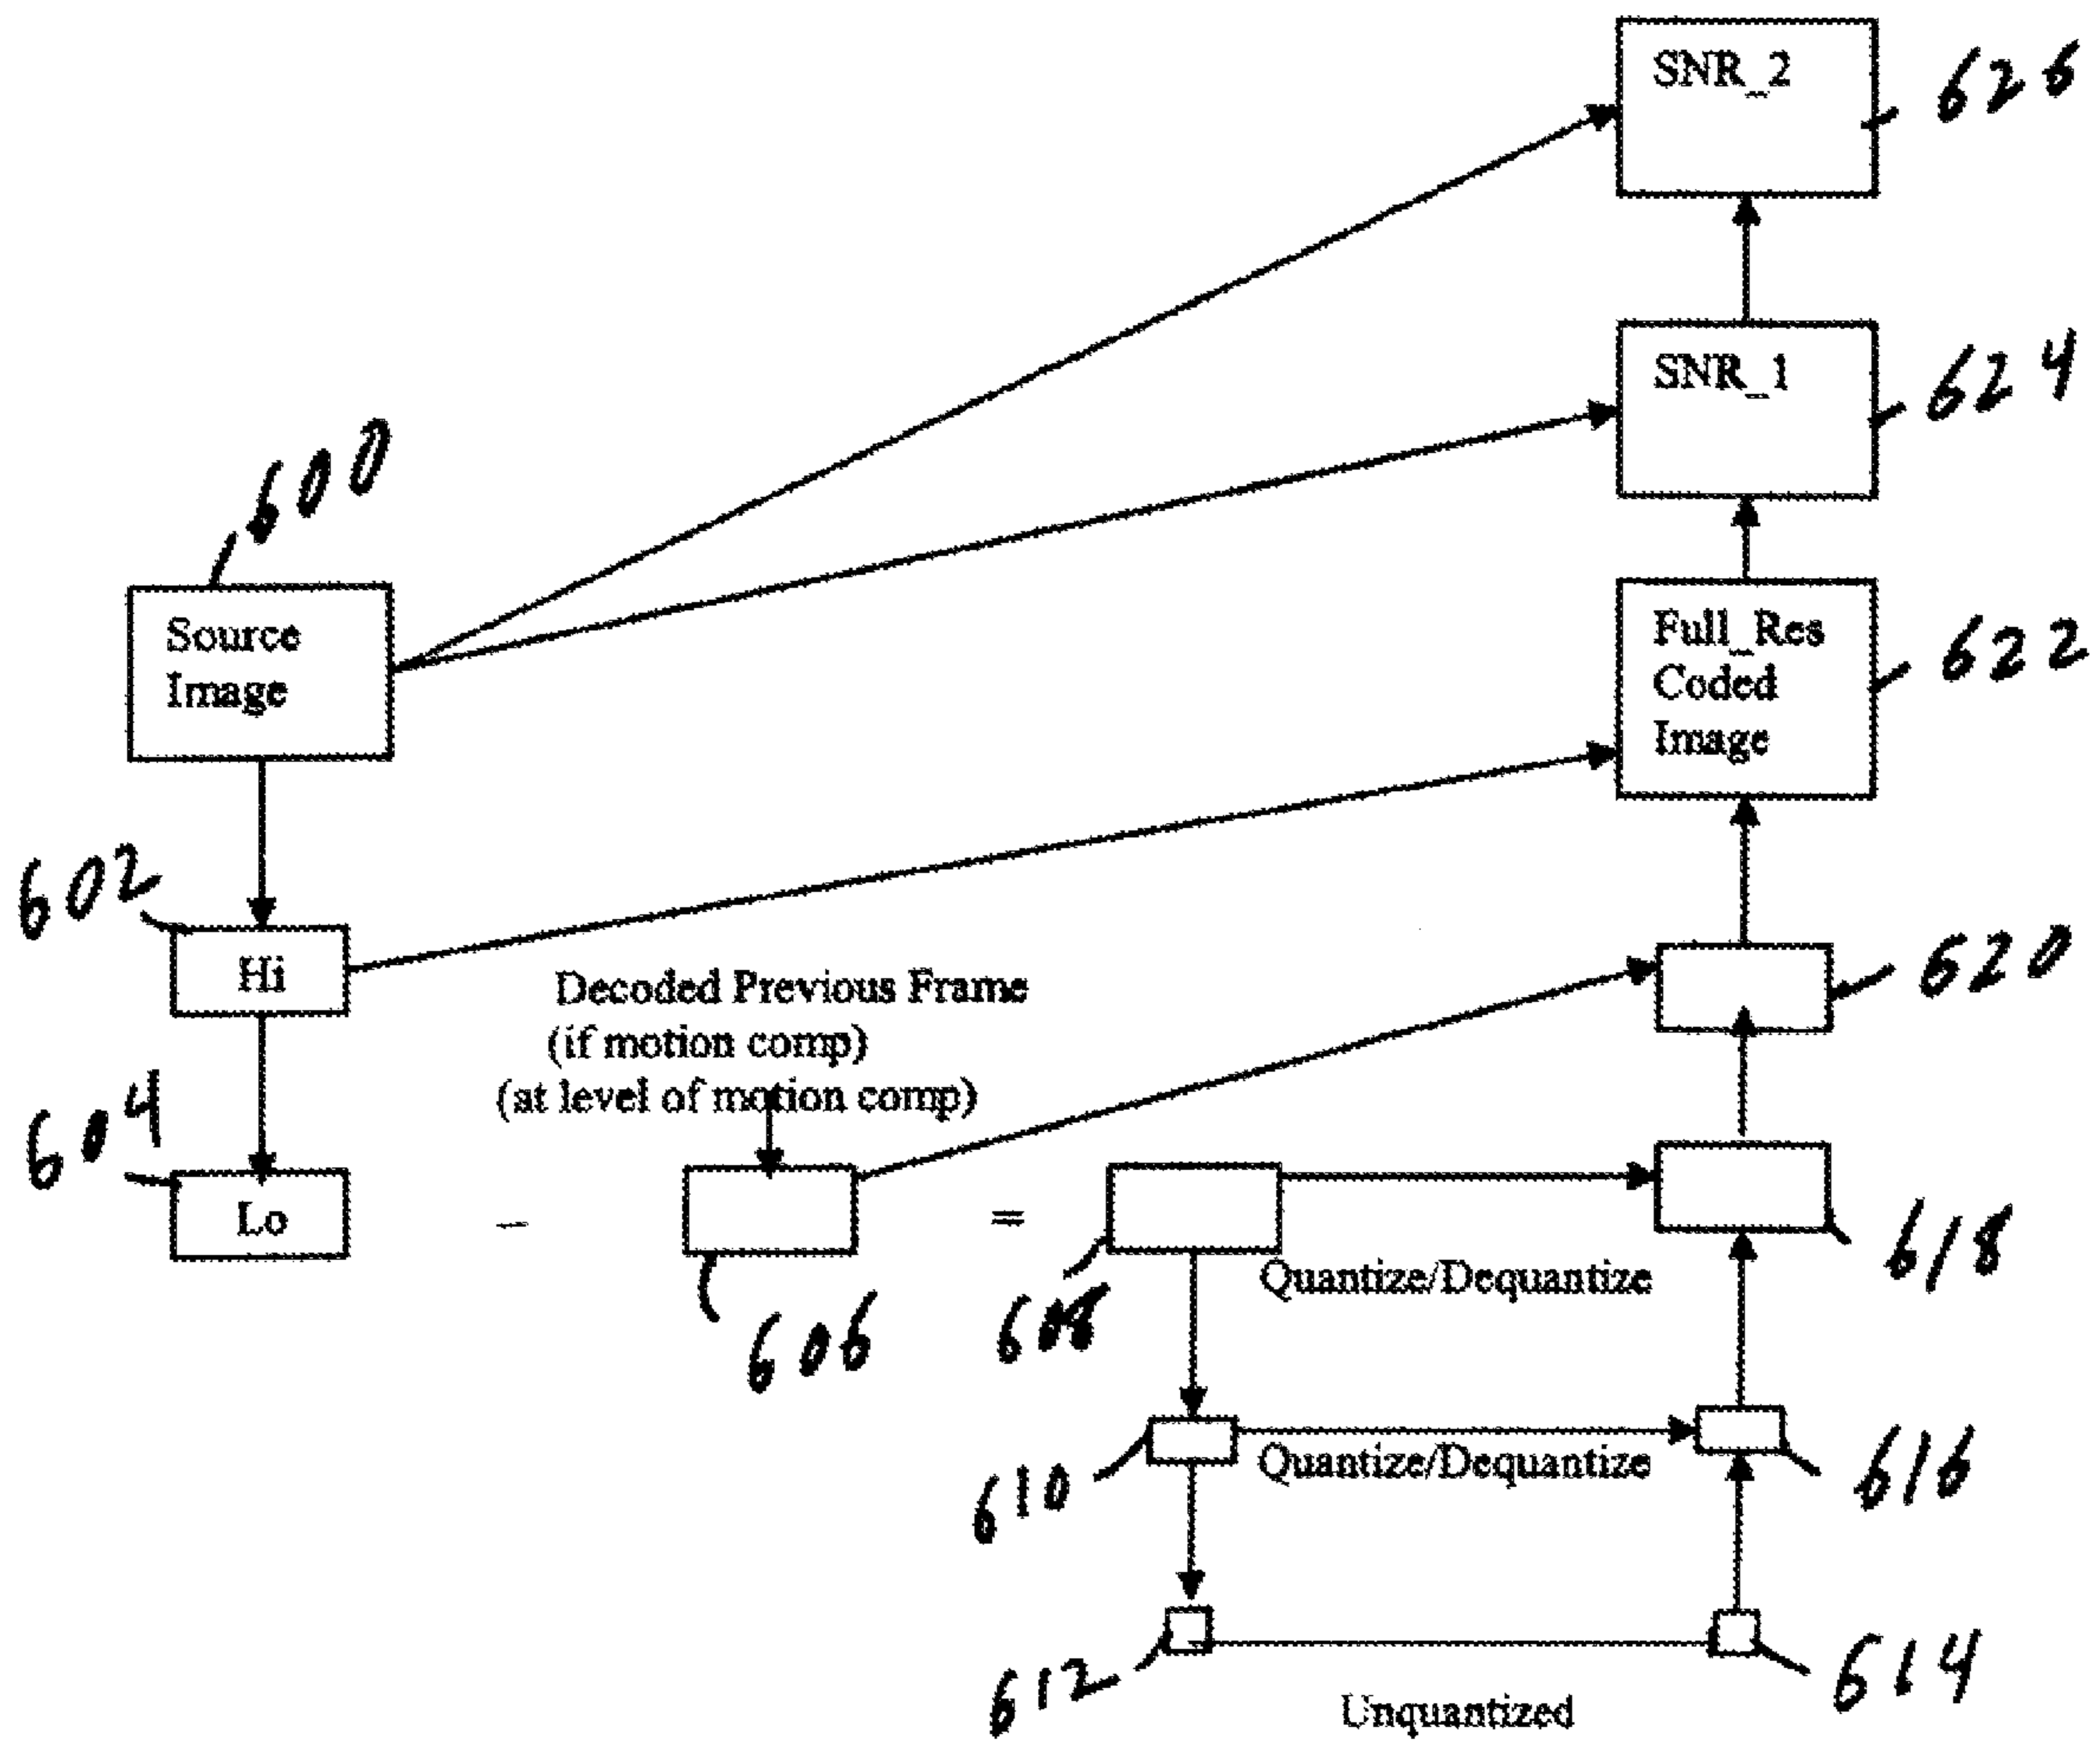 SNR_2
626
SNR_1
624
600
Source
Image
Full_Res
Coded
Image
622
602
Hi
Decoded Previous Frame
(if motion comp)
(at level of motion comp)
620
604
Lo
–
=
606
608
Quantize/Dequantize
618
610
Quantize/Dequantize
616
612
614
Unquantized